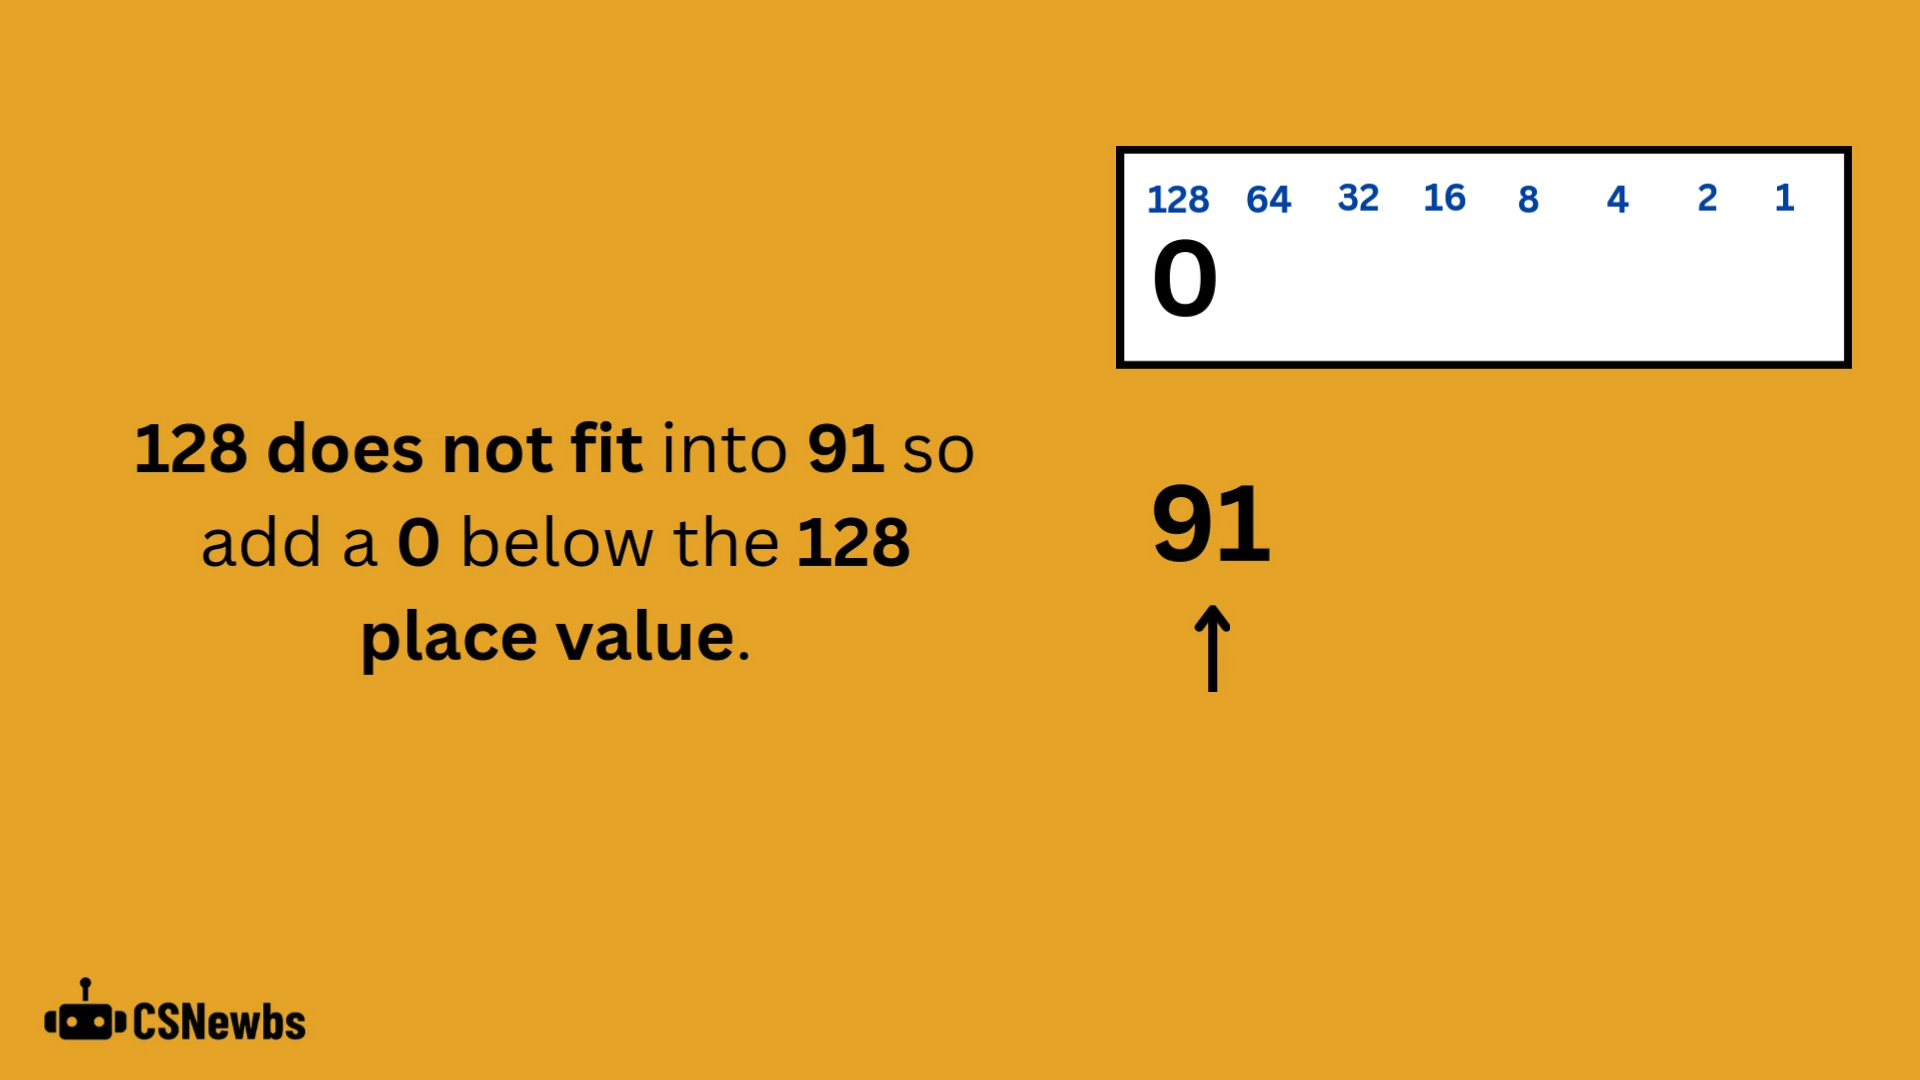 128 64 32 16 8 4 2 1
0
128 does not fit into 91 so
add a 0 below the 128
place value.
91
CSNewbs